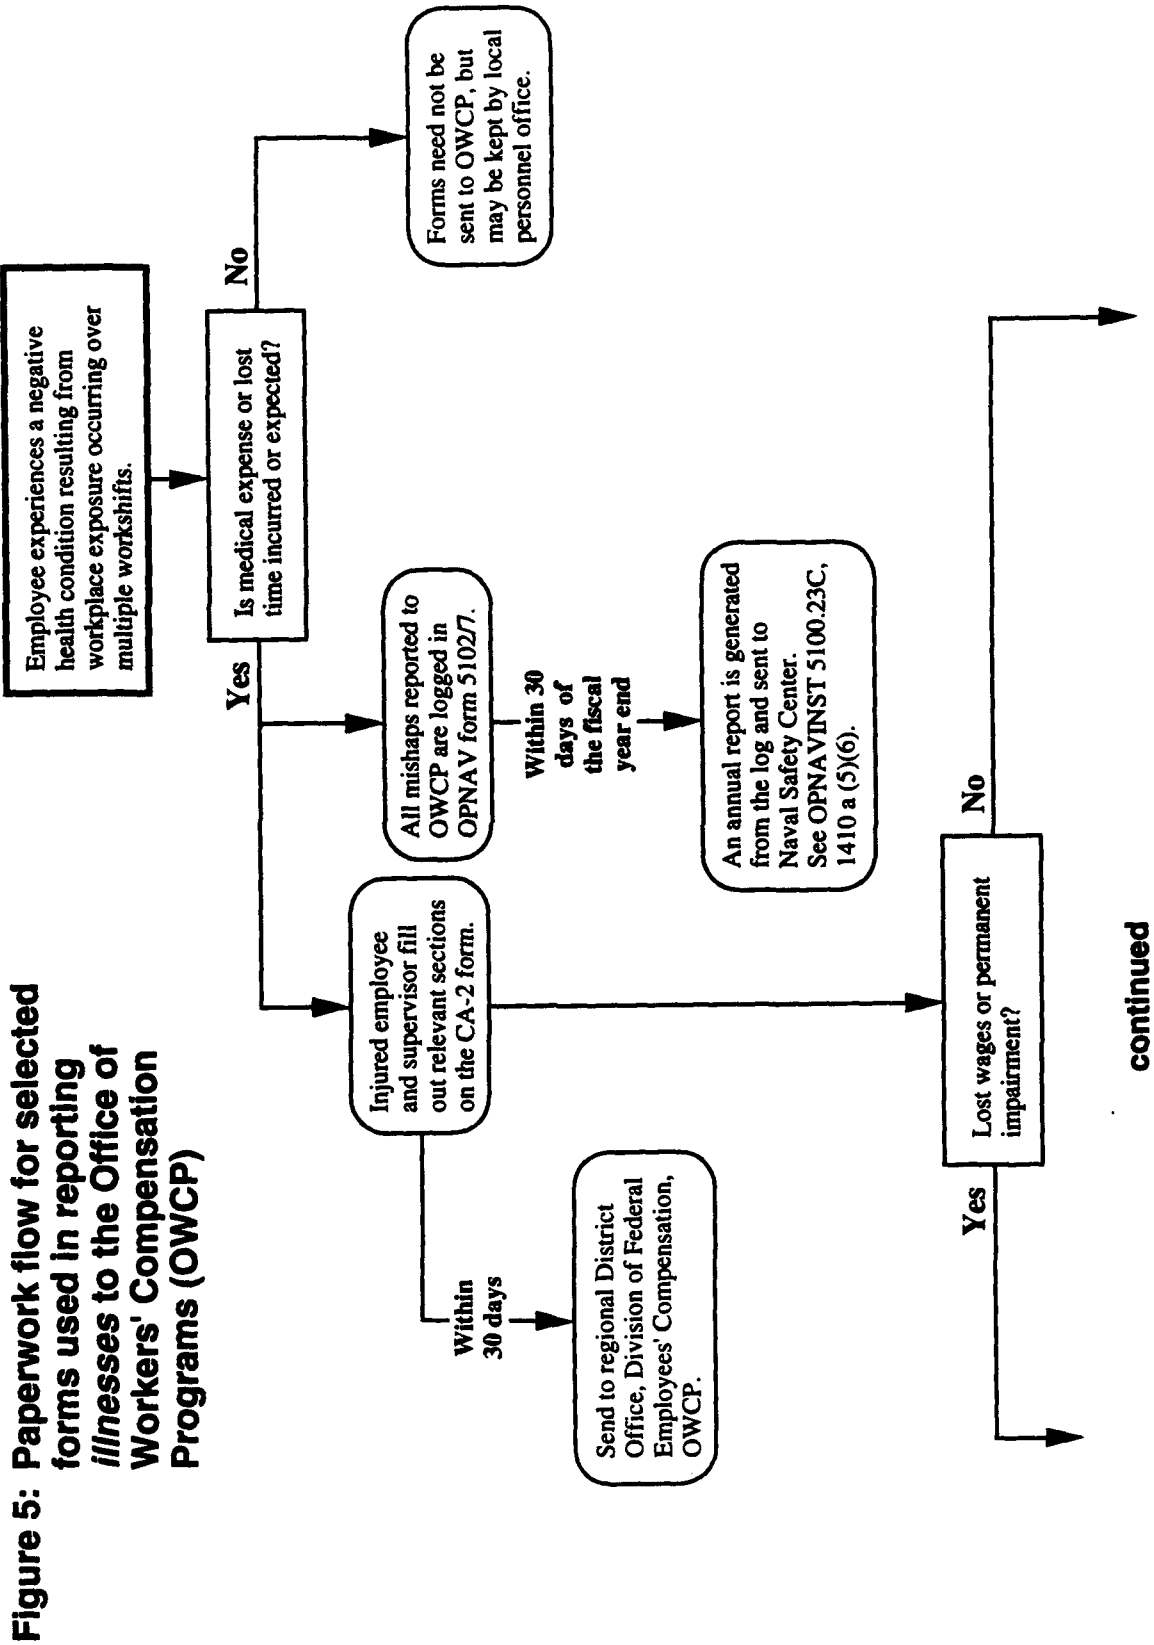 Figure 5: Paperwork flow for selected
forms used in reporting
illnesses to the Office of
Workers' Compensation
Programs (OWCP)
Employee experiences a negative
health condition resulting from
workplace exposure occurring over
multiple workshifts.
Is medical expense or lost
time incurred or expected?
Yes
No
Forms need not be
sent to OWCP, but
may be kept by local
personnel office.
Injured employee
and supervisor fill
out relevant sections
on the CA-2 form.
All mishaps reported to
OWCP are logged in
OPNAV form 5102/7.
Within
30 days
Within 30
days of
the fiscal
year end
Send to regional District
Office, Division of Federal
Employees' Compensation,
OWCP.
An annual report is generated
from the log and sent to
Naval Safety Center.
See OPNAVINST 5100.23C,
1410 a (5)(6).
Lost wages or permanent
impairment?
Yes
No
continued